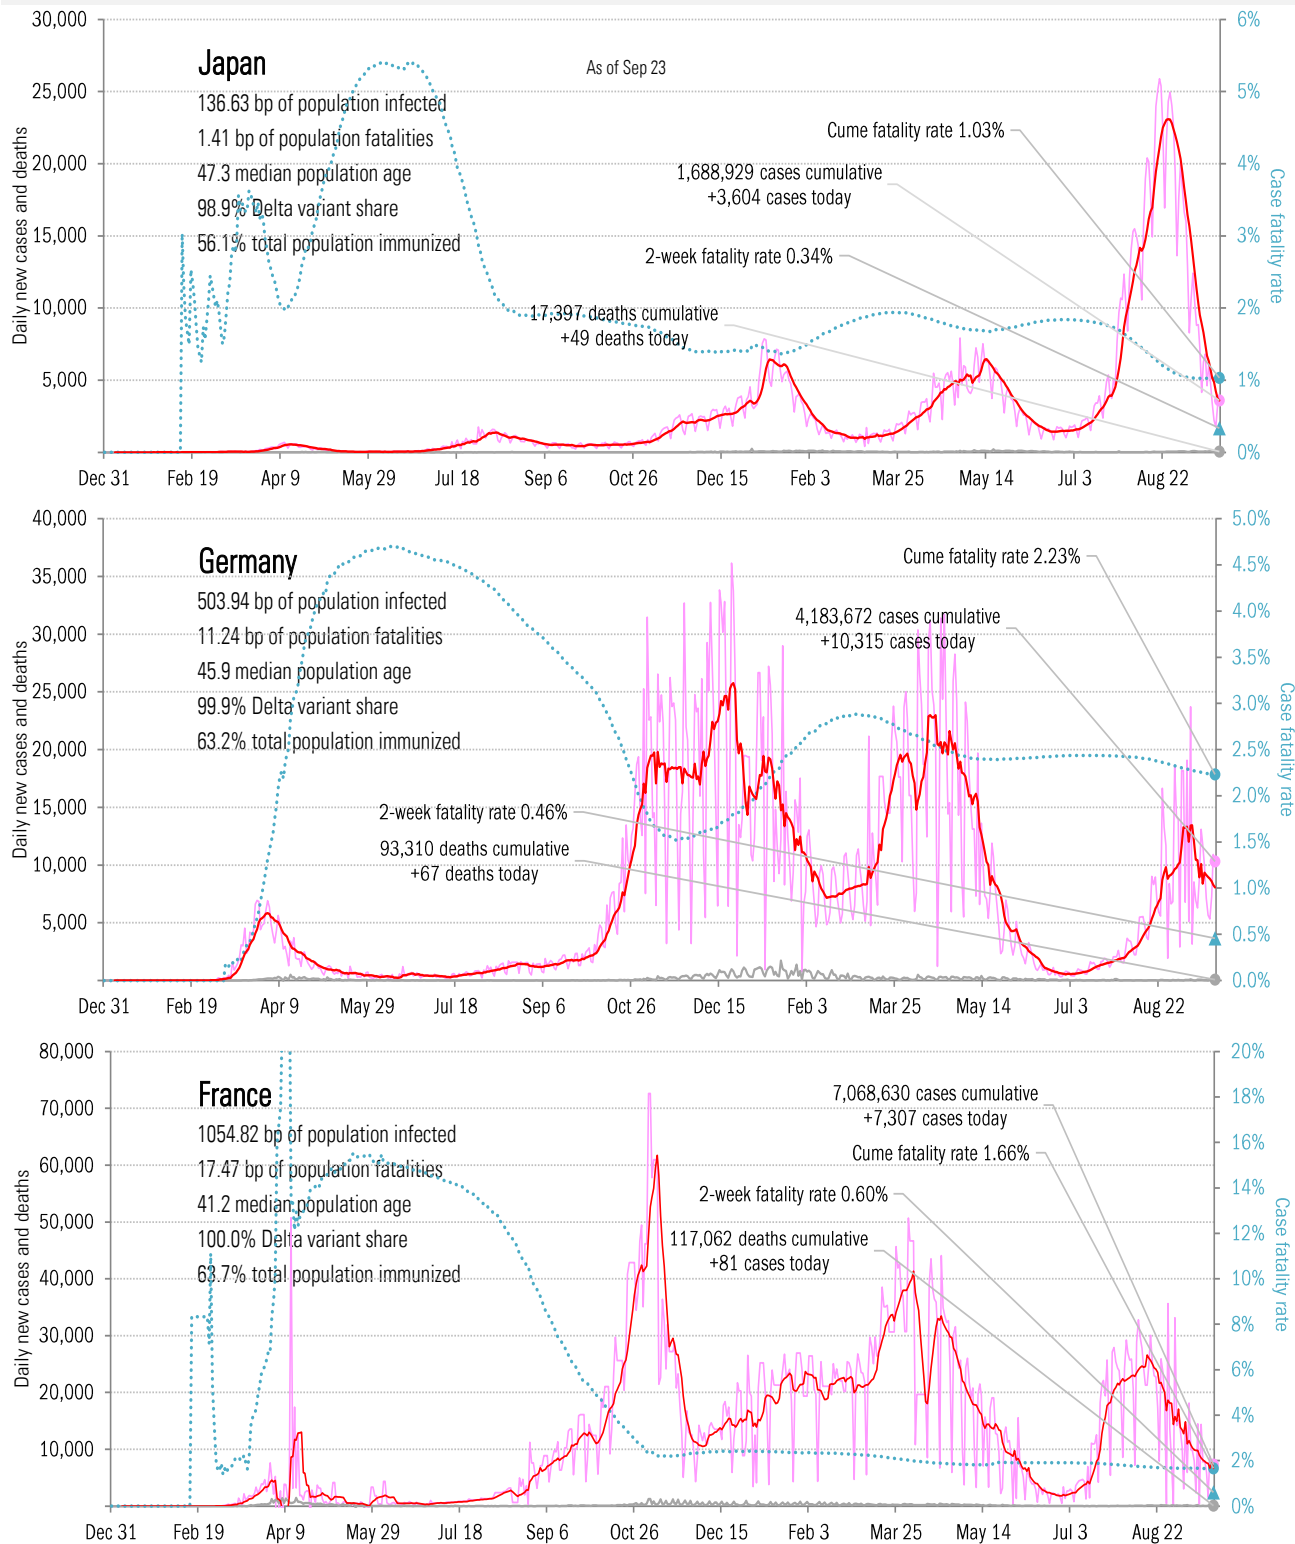 30,000
6%
Japan
As of Sep 23
25,000
5%
136.63 bp of population infected
Cume fatality rate 1.03%
1.41 bp of population fatalities
20,000
4%
47.3 median population age
1,688,929 cases cumulative
+3,604 cases today
98.9% Delta variant share
15,000
3%
56.1% total population immunized
2-week fatality rate 0.34%
10,000
2%
17,397 deaths cumulative
+49 deaths today
5,000
1%
0%
Daily new cases and deaths
Case fatality rate
Dec 31 Feb 19 Apr 9 May 29 Jul 18 Sep 6 Oct 26 Dec 15 Feb 3 Mar 25 May 14 Jul 3 Aug 22
40,000
5.0%
Germany
Cume fatality rate 2.23%
35,000
4.5%
503.94 bp of population infected
4,183,672 cases cumulative
+10,315 cases today
4.0%
11.24 bp of population fatalities
30,000
45.9 median population age
3.5%
25,000
99.9% Delta variant share
3.0%
63.2% total population immunized
20,000
2.5%
2.0%
15,000
2-week fatality rate 0.46%
1.5%
93,310 deaths cumulative
+67 deaths today
10,000
1.0%
5,000
0.5%
0.0%
Daily new cases and deaths
Case fatality rate
Dec 31 Feb 19 Apr 9 May 29 Jul 18 Sep 6 Oct 26 Dec 15 Feb 3 Mar 25 May 14 Jul 3 Aug 22
80,000
20%
France
7,068,630 cases cumulative
+7,307 cases today
70,000
18%
1054.82 bp of population infected
16%
Cume fatality rate 1.66%
60,000
17.47 bp of population fatalities
14%
41.2 median population age
2-week fatality rate 0.60%
50,000
12%
100.0% Delta variant share
117,062 deaths cumulative
+81 cases today
40,000
10%
63.7% total population immunized
30,000
8%
6%
20,000
4%
10,000
2%
0%
Daily new cases and deaths
Case fatality rate
Dec 31 Feb 19 Apr 9 May 29 Jul 18 Sep 6 Oct 26 Dec 15 Feb 3 Mar 25 May 14 Jul 3 Aug 22